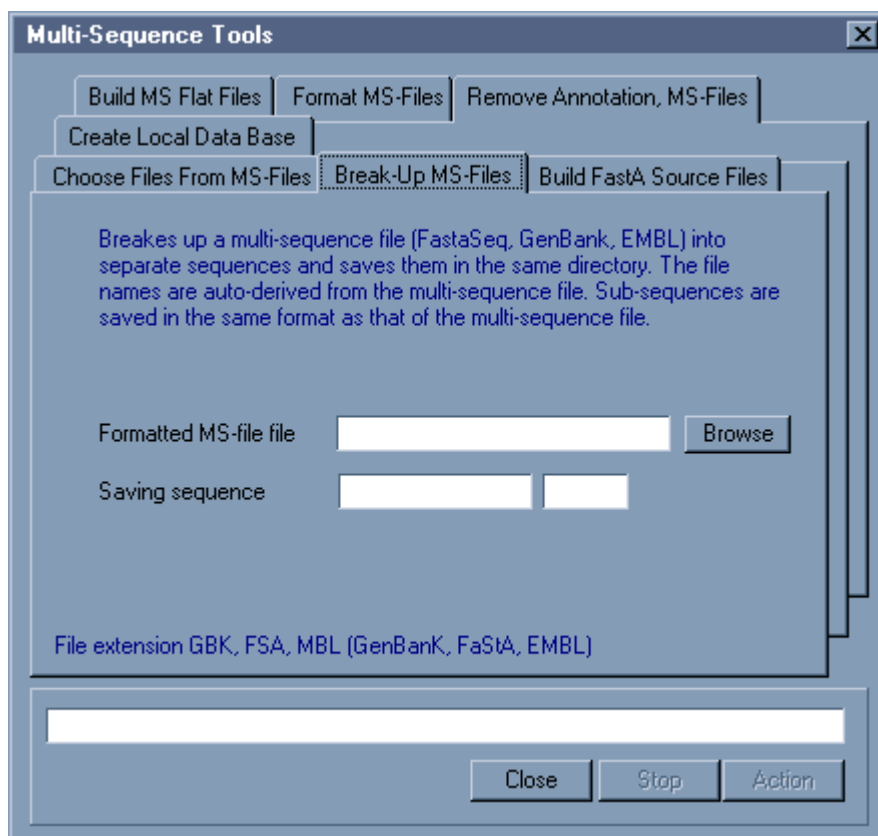 Multi-Sequence Tools
Build MS Flat Files
Format MS-Files
Remove Annotation, MS-Files
Create Local Data Base
Choose Files From MS-Files
Break-Up MS-Files
Build FastA Source Files
Breakes up a multi-sequence file (FastaSeq, GenBank, EMBL) into
separate sequences and saves them in the same directory. The file
names are auto-derived from the multi-sequence file. Sub-sequences are
saved in the same format as that of the multi-sequence file.
Formatted MS-file file
Browse
Saving sequence
File extension GBK, FSA, MBL (GenBanK, FaStA, EMBL)
Close
Stop
Action